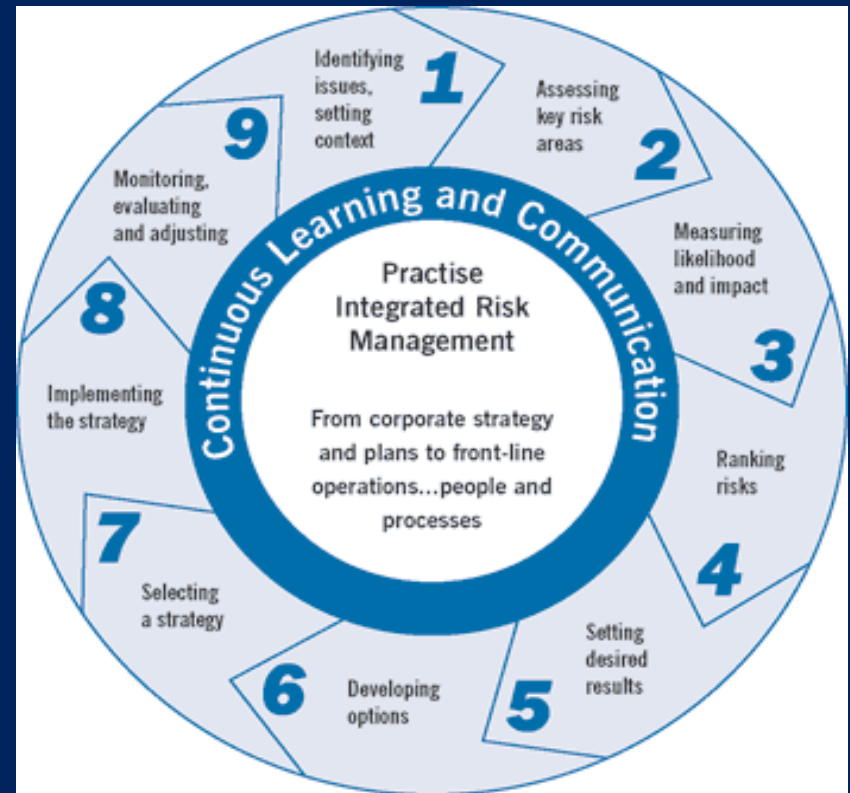 Identifying
issues,
setting
context
1
Assessing
key risk
areas
2
Measuring
likelihood
and impact
3
Ranking
risks
4
Setting
desired
results
5
Developing
options
6
Selecting
a strategy
7
Implementing
the strategy
8
Monitoring,
evaluating
and adjusting
9
Continuous Learning and Communication
Practise
Integrated Risk
Management
From corporate strategy
and plans to front-line
operations...people and
processes